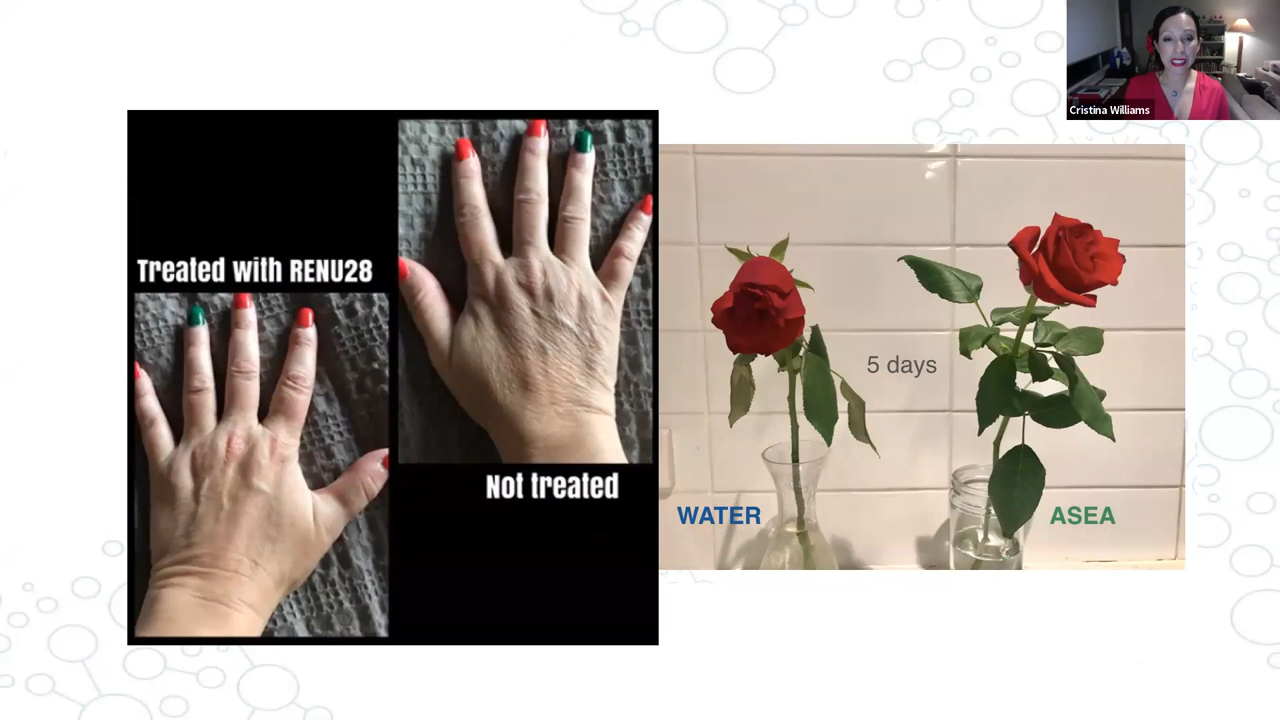 Cristina Williams
Treated with RENU28
Not treated
5 days
WATER
ASEA